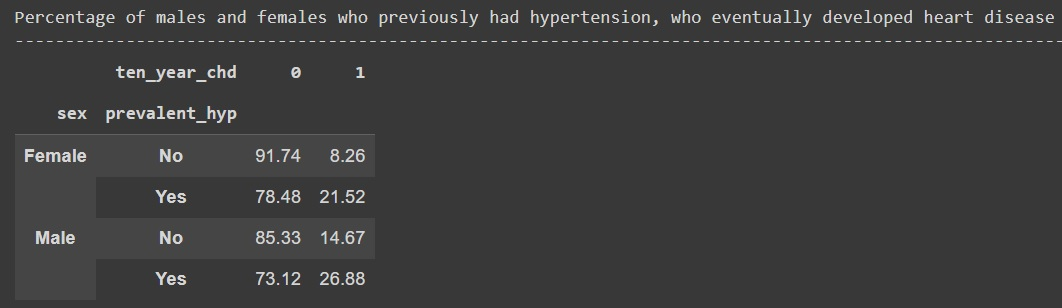 Percentage of males and females who previously had hypertension, who eventually developed heart disease
ten_year_chd 0 1
sex prevalent_hyp
Female No 91.74 8.26
Yes 78.48 21.52
Male No 85.33 14.67
Yes 73.12 26.88